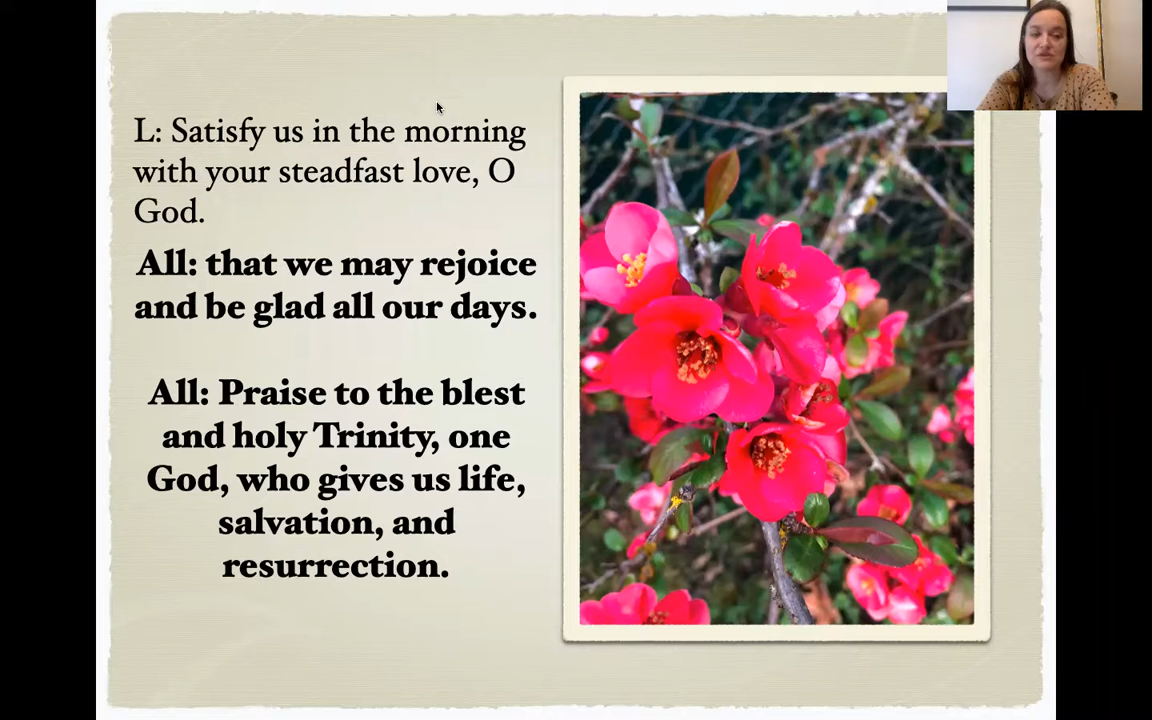 L: Satisfy us in the morning
with your steadfast love, O
God.
All: that we may rejoice
and be glad all our days.
All: Praise to the blest
and holy Trinity, one
God, who gives us life,
salvation, and
resurrection.